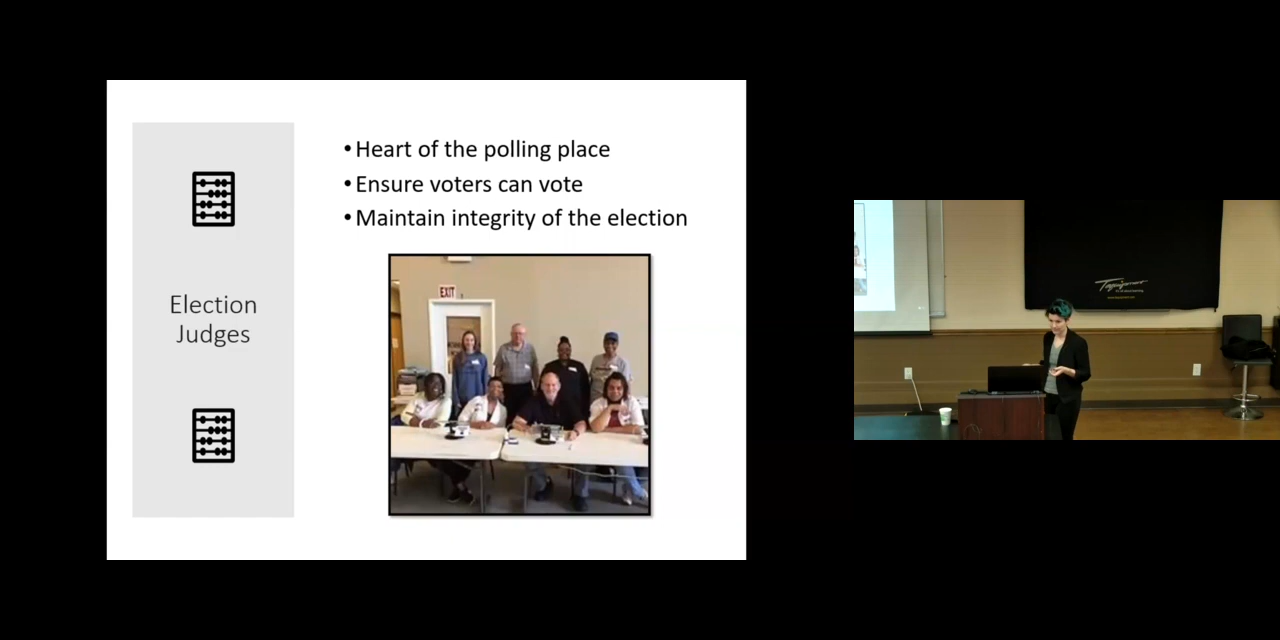 • Heart of the polling place
• Ensure voters can vote
• Maintain integrity of the election
Election
Judges
EXIT